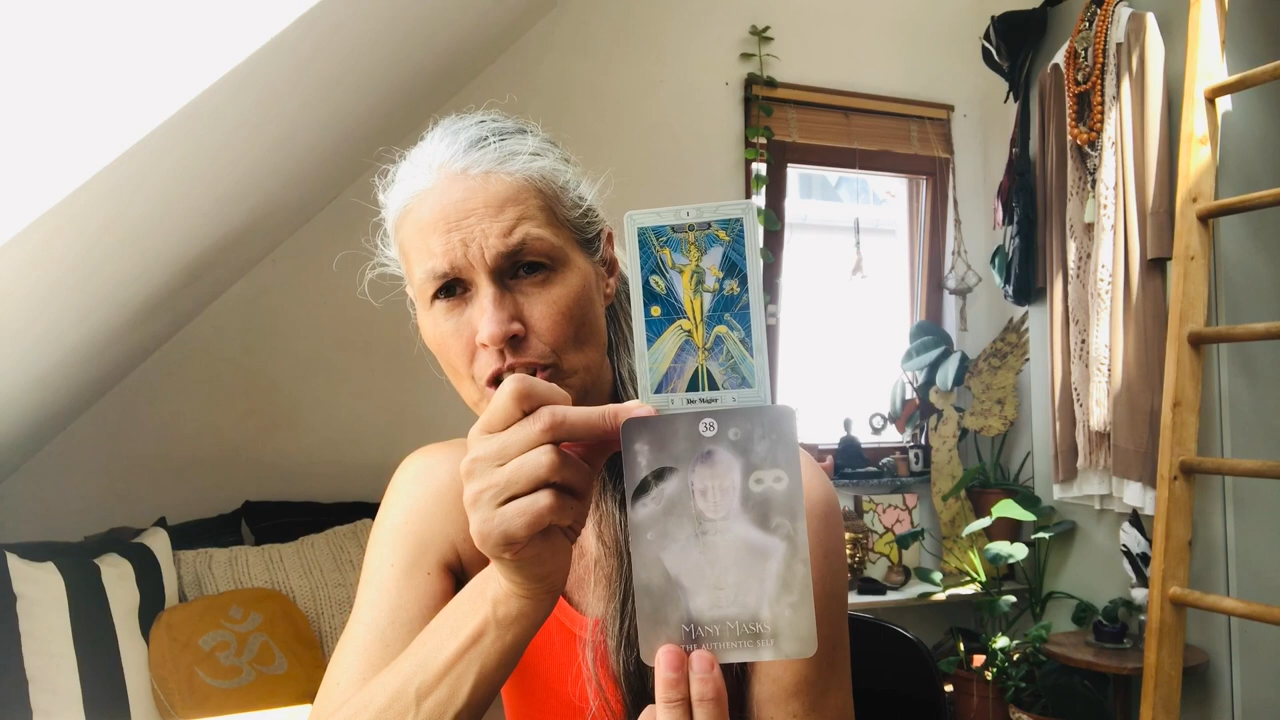 I
Der Magier
38
MANY MASKS
THE AUTHENTIC SELF
ॐ